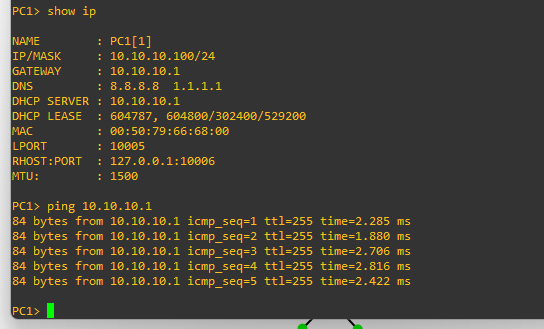 PC1> show ip
NAME        : PC1[1]
IP/MASK     : 10.10.10.100/24
GATEWAY     : 10.10.10.1
DNS         : 8.8.8.8  1.1.1.1
DHCP SERVER : 10.10.10.1
DHCP LEASE  : 604787, 604800/302400/529200
MAC         : 00:50:79:66:68:00
LPORT       : 10005
RHOST:PORT  : 127.0.0.1:10006
MTU:        : 1500
PC1> ping 10.10.10.1
84 bytes from 10.10.10.1 icmp_seq=1 ttl=255 time=2.285 ms
84 bytes from 10.10.10.1 icmp_seq=2 ttl=255 time=1.880 ms
84 bytes from 10.10.10.1 icmp_seq=3 ttl=255 time=2.706 ms
84 bytes from 10.10.10.1 icmp_seq=4 ttl=255 time=2.816 ms
84 bytes from 10.10.10.1 icmp_seq=5 ttl=255 time=2.422 ms
PC1>